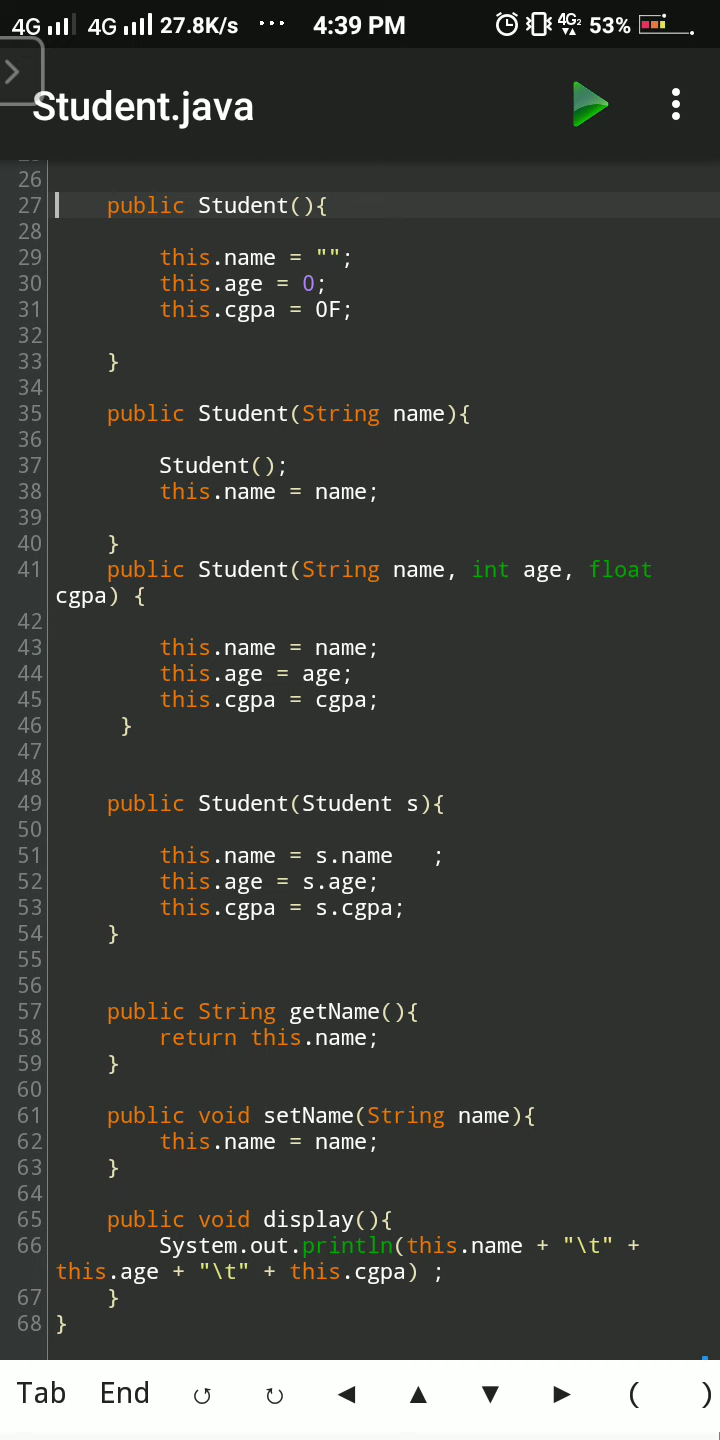 4G 4G 27.8K/s ... 4:39 PM 4G2 53%
Student.java
26
27     public Student(){
28
29         this.name = "";
30         this.age = 0;
31         this.cgpa = 0F;
32
33     }
34
35     public Student(String name){
36
37         Student();
38         this.name = name;
39
40     }
41     public Student(String name, int age, float
cgpa) {
42
43         this.name = name;
44         this.age = age;
45         this.cgpa = cgpa;
46      }
47
48
49     public Student(Student s){
50
51         this.name = s.name   ;
52         this.age = s.age;
53         this.cgpa = s.cgpa;
54     }
55
56
57     public String getName(){
58         return this.name;
59     }
60
61     public void setName(String name){
62         this.name = name;
63     }
64
65     public void display(){
66         System.out.println(this.name + "\t" +
this.age + "\t" + this.cgpa) ;
67     }
68 }
Tab End ↺ ↻ ◀ ▲ ▼ ▶ ( )